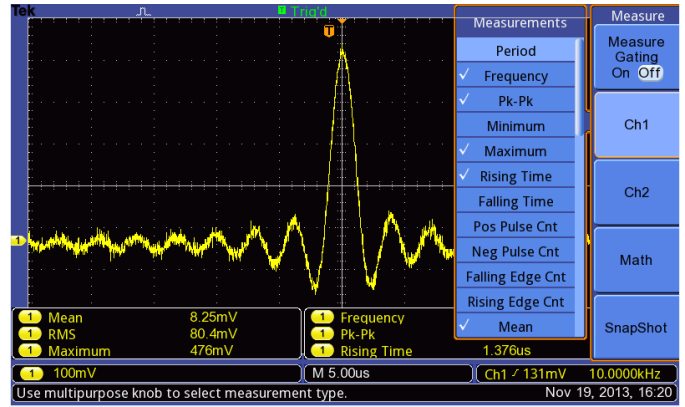 Tek
T Trig'd
T
1
Measurements
Period
✓ Frequency
✓ Pk-Pk
Minimum
✓ Maximum
✓ Rising Time
Falling Time
Pos Pulse Cnt
Neg Pulse Cnt
Falling Edge Cnt
Rising Edge Cnt
✓ Mean
Measure
Measure
Gating
On Off
Ch1
Ch2
Math
SnapShot
1 Mean 8.25mV
1 RMS 80.4mV
1 Maximum 476mV
1 Frequency
1 Pk-Pk
1 Rising Time 1.376us
1 100mV
M 5.00us
Ch1 131mV 10.0000kHz
Use multipurpose knob to select measurement type.
Nov 19, 2013, 16:20